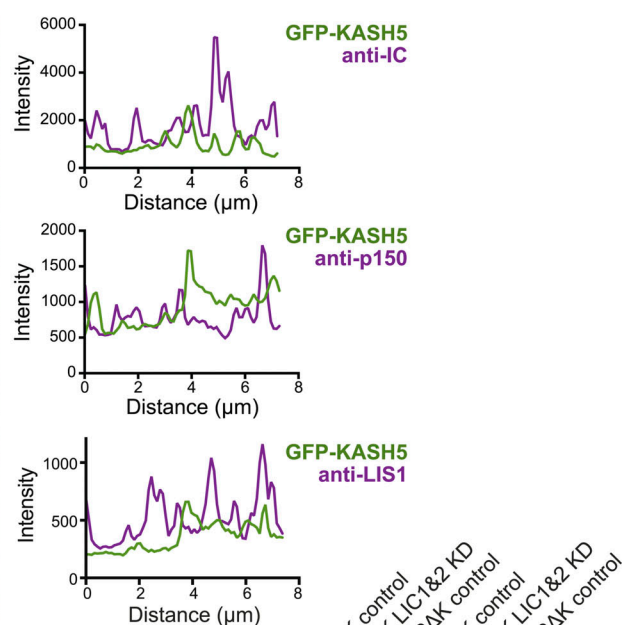 6000
4000
2000
0
Intensity
0 2 4 6 8
Distance (µm)
GFP-KASH5
anti-IC
2000
1500
1000
500
0
Intensity
0 2 4 6 8
Distance (µm)
GFP-KASH5
anti-p150
1000
500
0
Intensity
0 2 4 6 8
Distance (µm)
GFP-KASH5
anti-LIS1
control
LIC1&2 KD
control
control
LIC1&2 KD
control